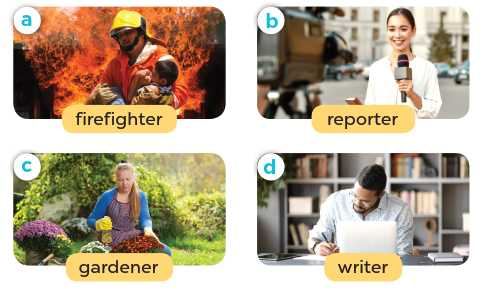 a
firefighter
b
reporter
c
gardener
d
writer